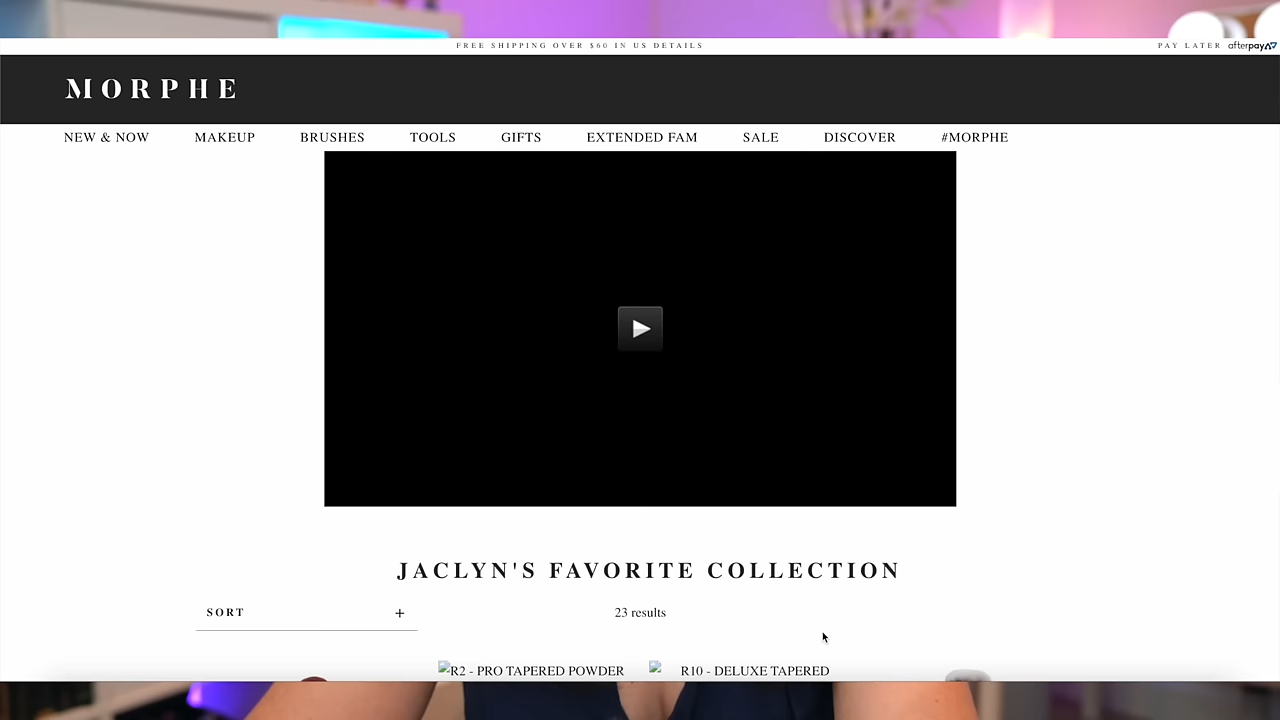 FREE SHIPPING OVER $60 IN US DETAILS
PAY LATER afterpay
MORPHE
NEW & NOW MAKEUP BRUSHES TOOLS GIFTS EXTENDED FAM SALE DISCOVER #MORPHE
JACLYN'S FAVORITE COLLECTION
SORT + 23 results
R2 - PRO TAPERED POWDER R10 - DELUXE TAPERED